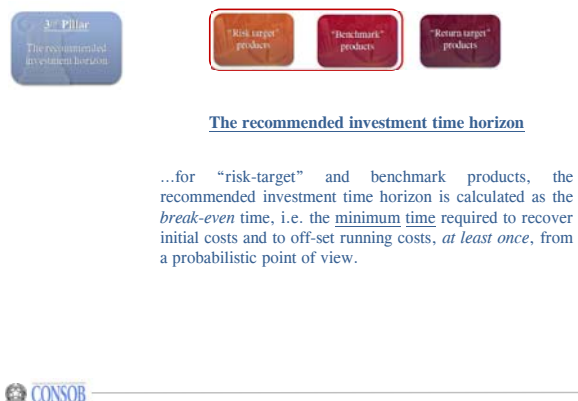 3rd Pillar
The recommended
investment horizon
"Risk target"
products
"Benchmark"
products
"Return target"
products
The recommended investment time horizon
…for “risk-target” and benchmark products, the
recommended investment time horizon is calculated as the
break-even time, i.e. the minimum time required to recover
initial costs and to off-set running costs, at least once, from
a probabilistic point of view.
CONSOB